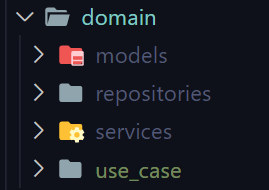 domain
models
repositories
services
use_case